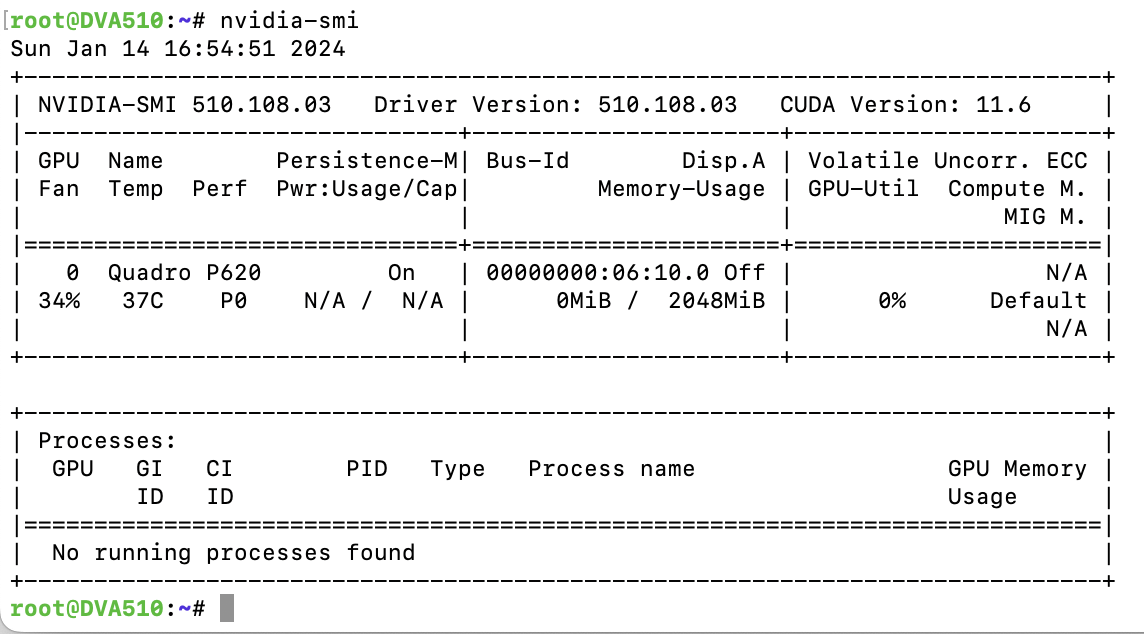 root@DVA510:~# nvidia-smi
Sun Jan 14 16:54:51 2024
+-----------------------------------------------------------------------------+
| NVIDIA-SMI 510.108.03   Driver Version: 510.108.03   CUDA Version: 11.6     |
|-------------------------------+----------------------+----------------------+
| GPU  Name        Persistence-M| Bus-Id        Disp.A | Volatile Uncorr. ECC |
| Fan  Temp  Perf  Pwr:Usage/Cap|         Memory-Usage | GPU-Util  Compute M. |
|                               |                      |               MIG M. |
|===============================+======================+======================|
|   0  Quadro P620         On   | 00000000:06:10.0 Off |                  N/A |
| 34%   37C    P0    N/A /  N/A |      0MiB /  2048MiB |      0%      Default |
|                               |                      |                  N/A |
+-------------------------------+----------------------+----------------------+

+-----------------------------------------------------------------------------+
| Processes:                                                                  |
|  GPU   GI   CI        PID   Type   Process name                  GPU Memory |
|        ID   ID                                                   Usage      |
|=============================================================================|
|  No running processes found                                                 |
+-----------------------------------------------------------------------------+
root@DVA510:~#